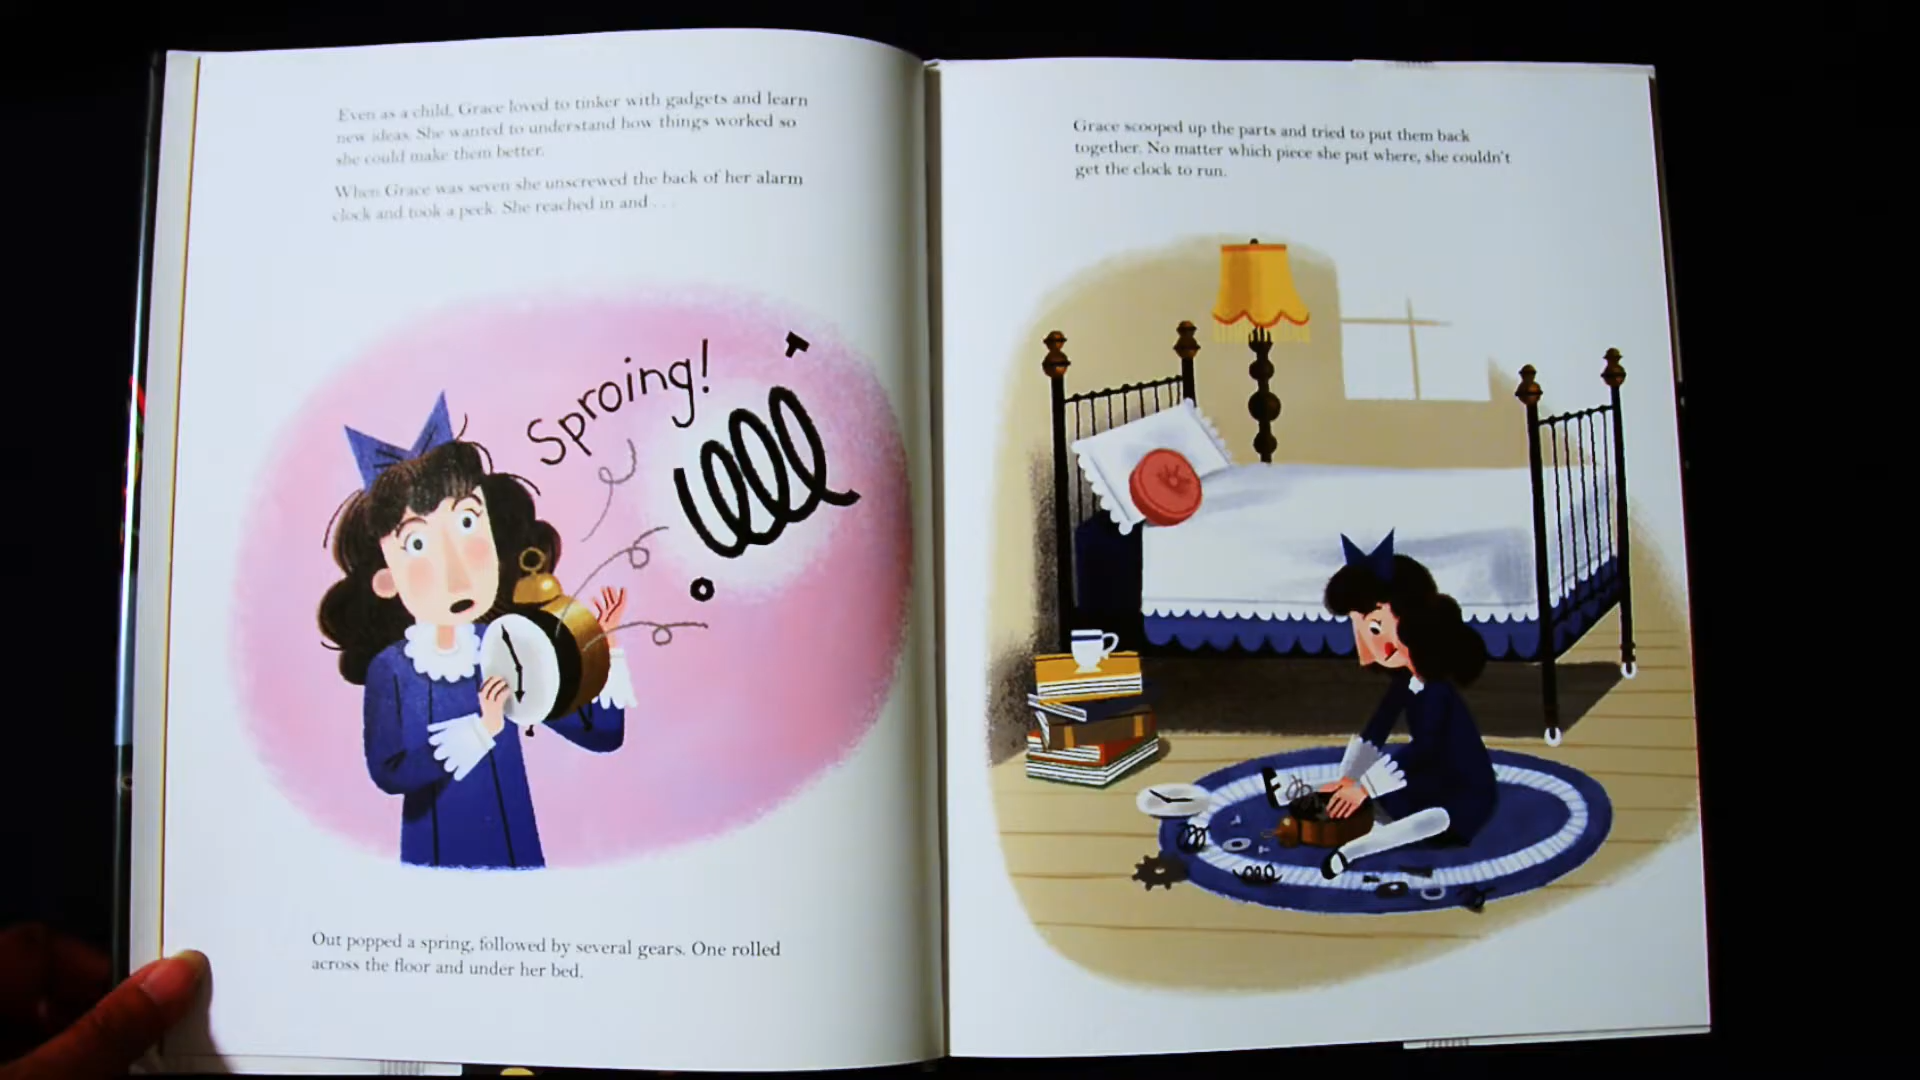 Even as a child, Grace loved to tinker with gadgets and learn
new ideas. She wanted to understand how things worked so
she could make them better.
When Grace was seven she unscrewed the back of her alarm
clock and took a peek. She reached in and . . .
Sproing!
Out popped a spring, followed by several gears. One rolled
across the floor and under her bed.
Grace scooped up the parts and tried to put them back
together. No matter which piece she put where, she couldn't
get the clock to run.